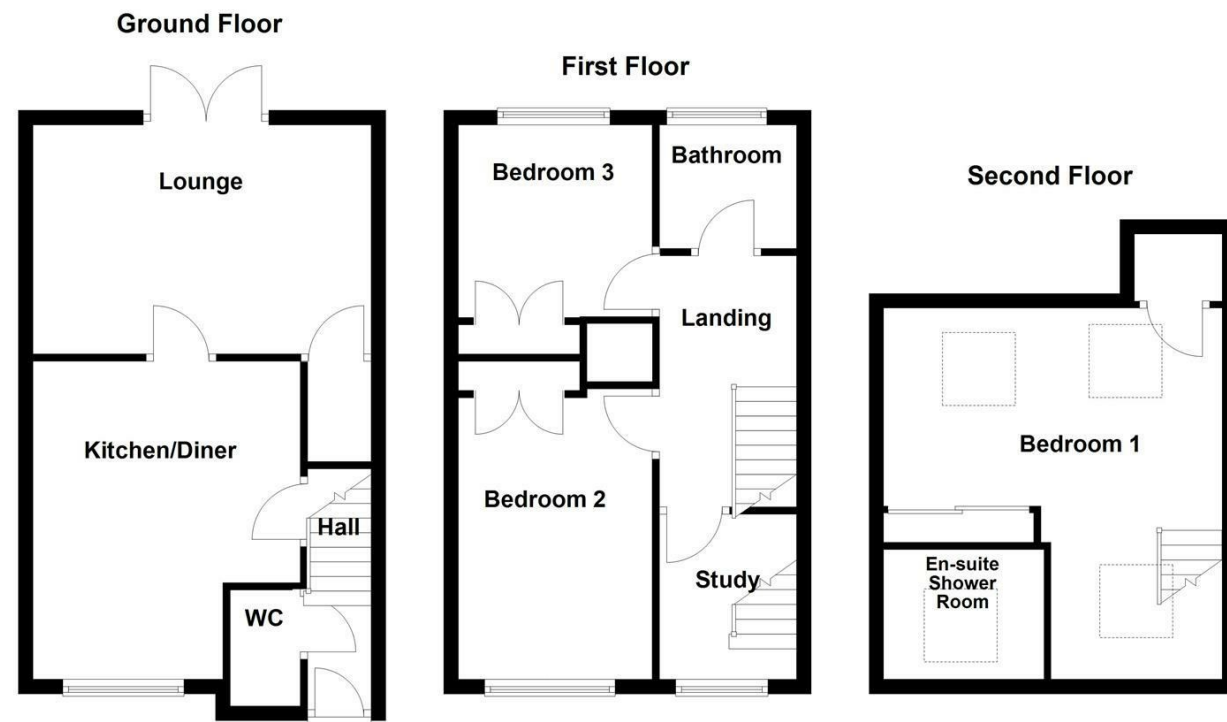 Ground Floor
Lounge
Kitchen/Diner
Hall
WC
First Floor
Bedroom 3
Bathroom
Landing
Bedroom 2
Study
Second Floor
Bedroom 1
En-suite
Shower
Room